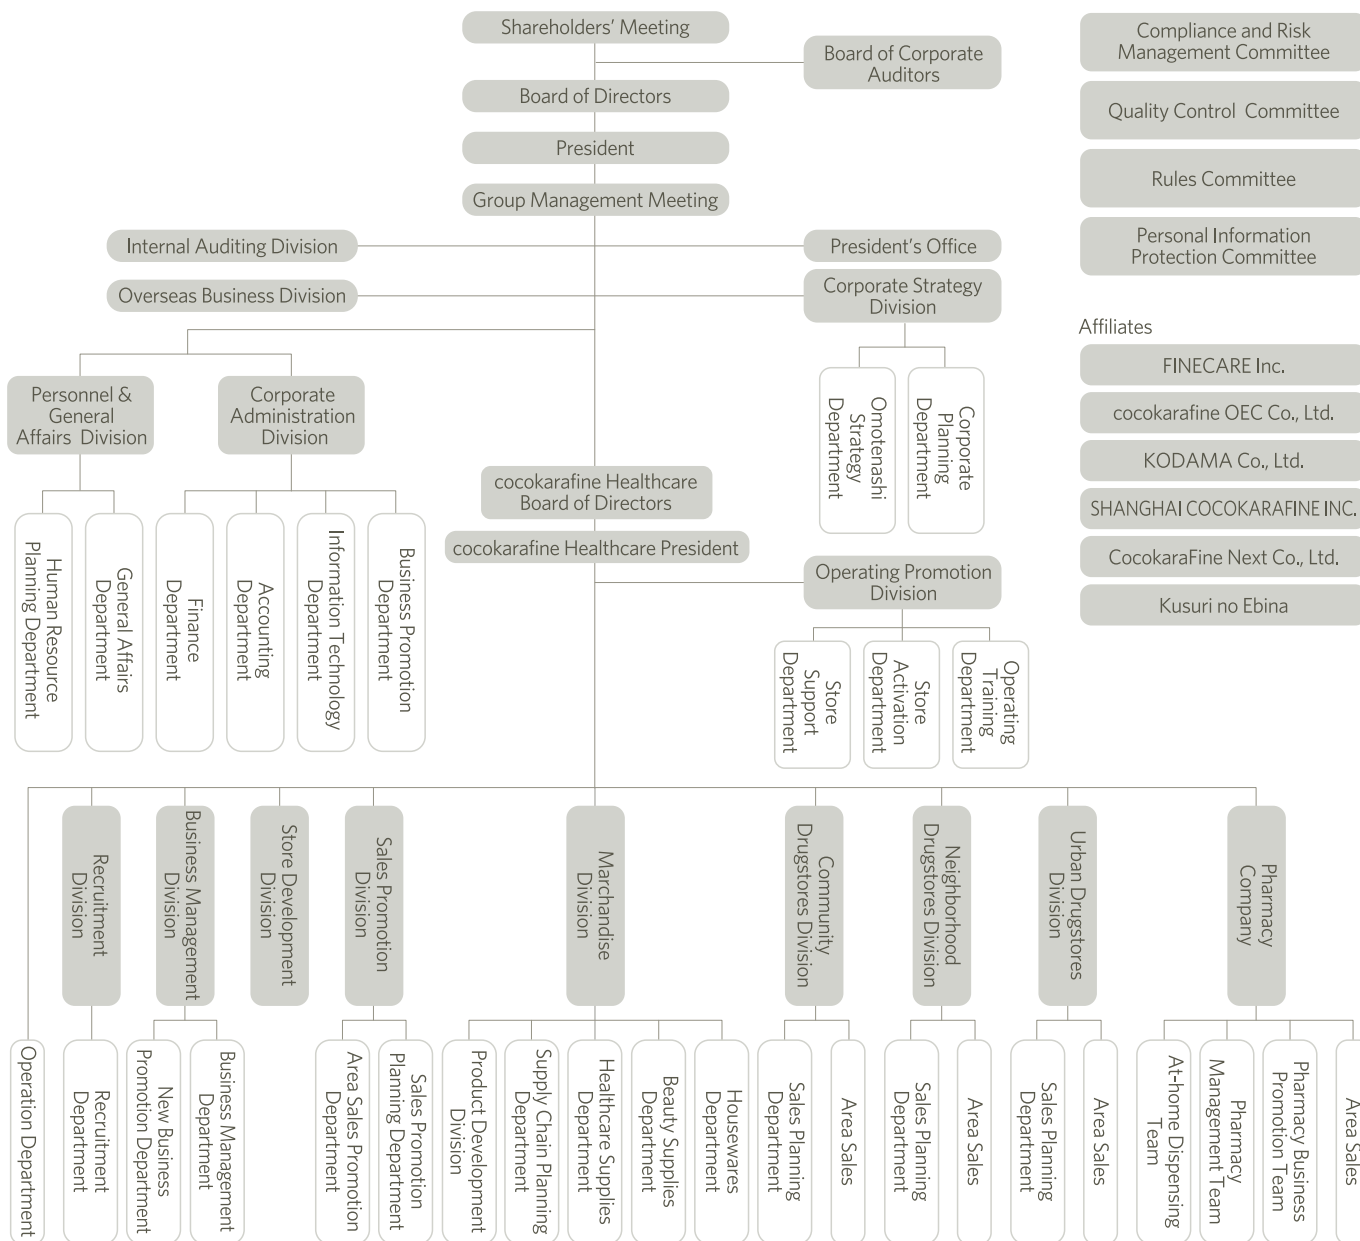 Shareholders' Meeting
Board of Corporate
Auditors
Board of Directors
President
Group Management Meeting
Internal Auditing Division
President's Office
Overseas Business Division
Corporate Strategy
Division
Omotenashi
Strategy
Department
Corporate
Planning
Department
Personnel &
General
Affairs Division
Corporate
Administration
Division
Human Resource
Planning Department
General Affairs
Department
Finance
Department
Accounting
Department
Information Technology
Department
Business Promotion
Department
cocokarafine Healthcare
Board of Directors
cocokarafine Healthcare President
Operating Promotion
Division
Store
Support
Department
Store
Activation
Department
Operating
Training
Department
Compliance and Risk
Management Committee
Quality Control Committee
Rules Committee
Personal Information
Protection Committee
Affiliates
FINECARE Inc.
cocokarafine OEC Co., Ltd.
KODAMA Co., Ltd.
SHANGHAI COCOKARAFINE INC.
CocokaraFine Next Co., Ltd.
Kusuri no Ebina
Recruitment
Division
Business Management
Division
Store Development
Division
Sales Promotion
Division
Marchandise
Division
Community
Drugstores Division
Neighborhood
Drugstores Division
Urban Drugstores
Division
Pharmacy
Company
Operation Department
Recruitment
Department
New Business
Promotion Department
Business Management
Department
Area Sales Promotion
Department
Sales Promotion
Planning Department
Product Development
Division
Supply Chain Planning
Department
Healthcare Supplies
Department
Beauty Supplies
Department
Housewares
Department
Sales Planning
Department
Area Sales
Sales Planning
Department
Area Sales
Sales Planning
Department
Area Sales
At-home Dispensing
Team
Pharmacy
Management Team
Pharmacy Business
Promotion Team
Area Sales